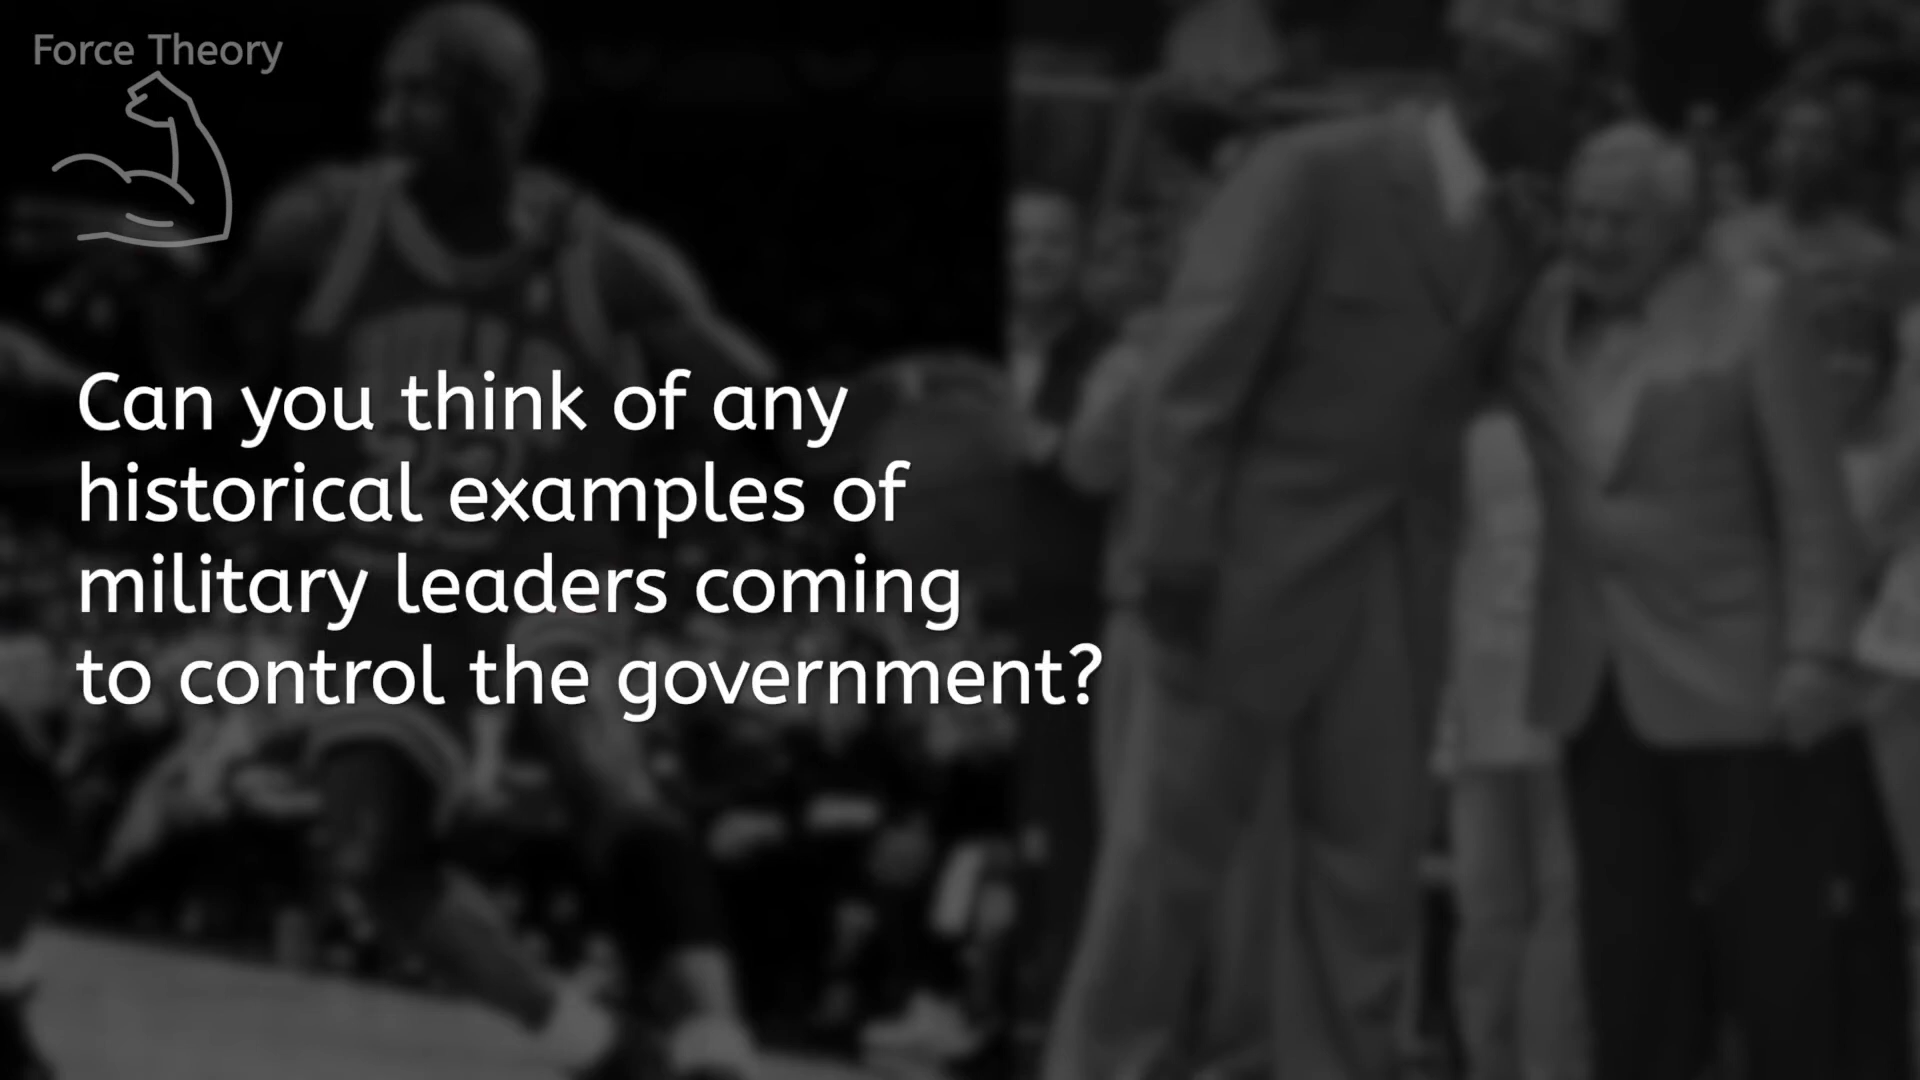 Force Theory
Can you think of any
historical examples of
military leaders coming
to control the government?